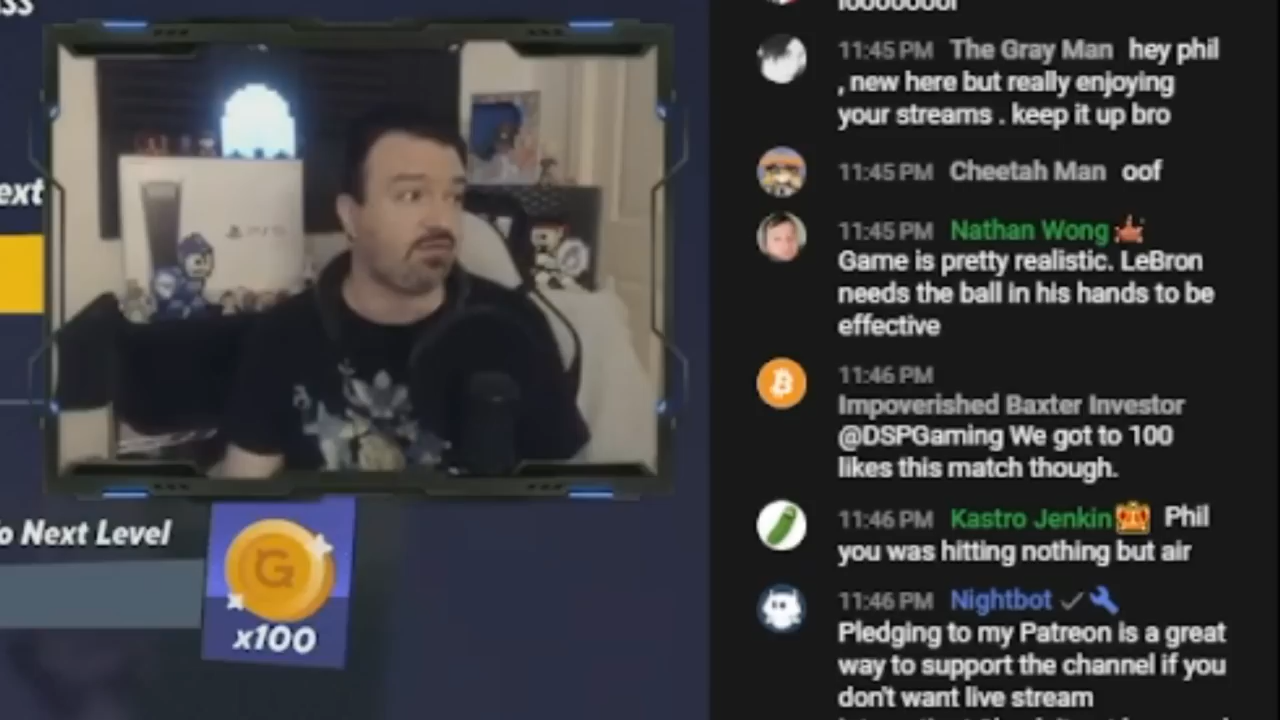 ext
PS5
o Next Level
x100
11:45 PM The Gray Man hey phil
, new here but really enjoying
your streams . keep it up bro
11:45 PM Cheetah Man oof
11:45 PM Nathan Wong
Game is pretty realistic. LeBron
needs the ball in his hands to be
effective
11:46 PM
Impoverished Baxter Investor
@DSPGaming We got to 100
likes this match though.
11:46 PM Kastro Jenkin Phil
you was hitting nothing but air
11:46 PM Nightbot
Pledging to my Patreon is a great
way to support the channel if you
don't want live stream